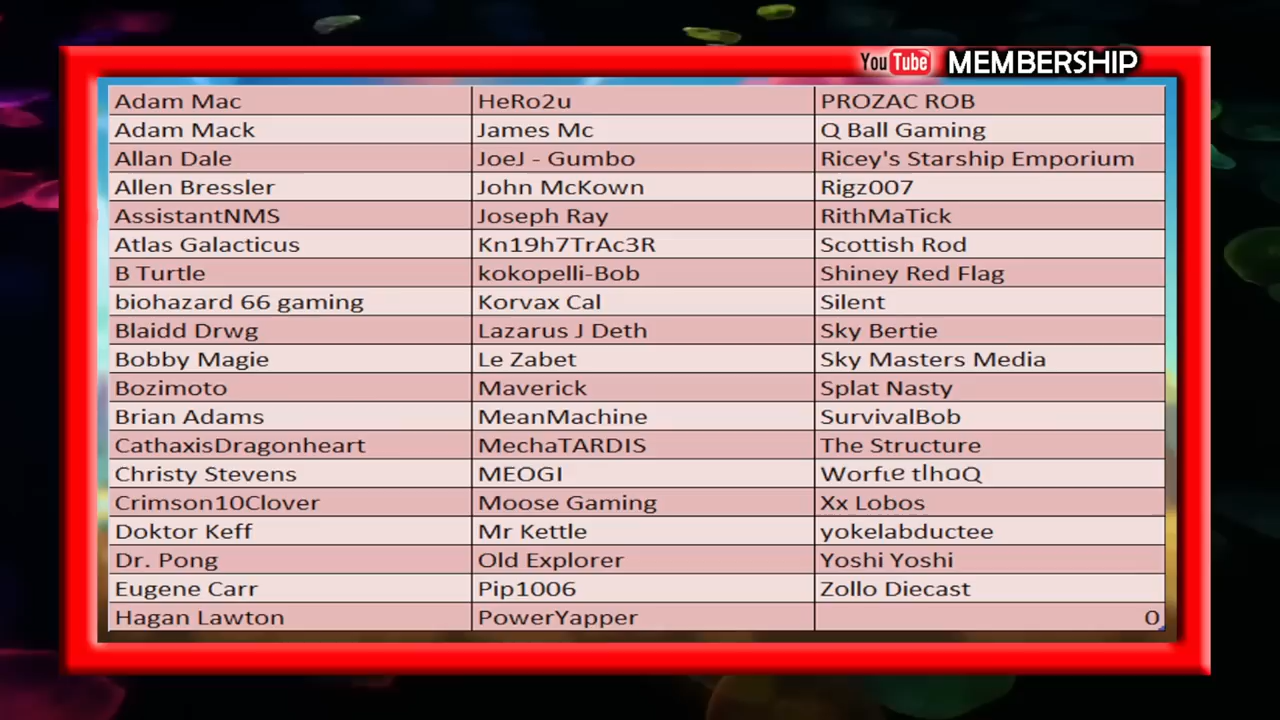 You Tube MEMBERSHIP
Adam Mac HeRo2u PROZAC ROB
Adam Mack James Mc Q Ball Gaming
Allan Dale JoeJ - Gumbo Ricey's Starship Emporium
Allen Bressler John McKown Rigz007
AssistantNMS Joseph Ray RithMaTick
Atlas Galacticus Kn19h7TrAc3R Scottish Rod
B Turtle kokopelli-Bob Shiney Red Flag
biohazard 66 gaming Korvax Cal Silent
Blaidd Drwg Lazarus J Deth Sky Bertie
Bobby Magie Le Zabet Sky Masters Media
Bozimoto Maverick Splat Nasty
Brian Adams MeanMachine SurvivalBob
CathaxisDragonheart MechaTARDIS The Structure
Christy Stevens MEOGI Worfιҽ tlhαQ
Crimson10Clover Moose Gaming Xx Lobos
Doktor Keff Mr Kettle yokelabductee
Dr. Pong Old Explorer Yoshi Yoshi
Eugene Carr Pip1006 Zollo Diecast
Hagan Lawton PowerYapper 0